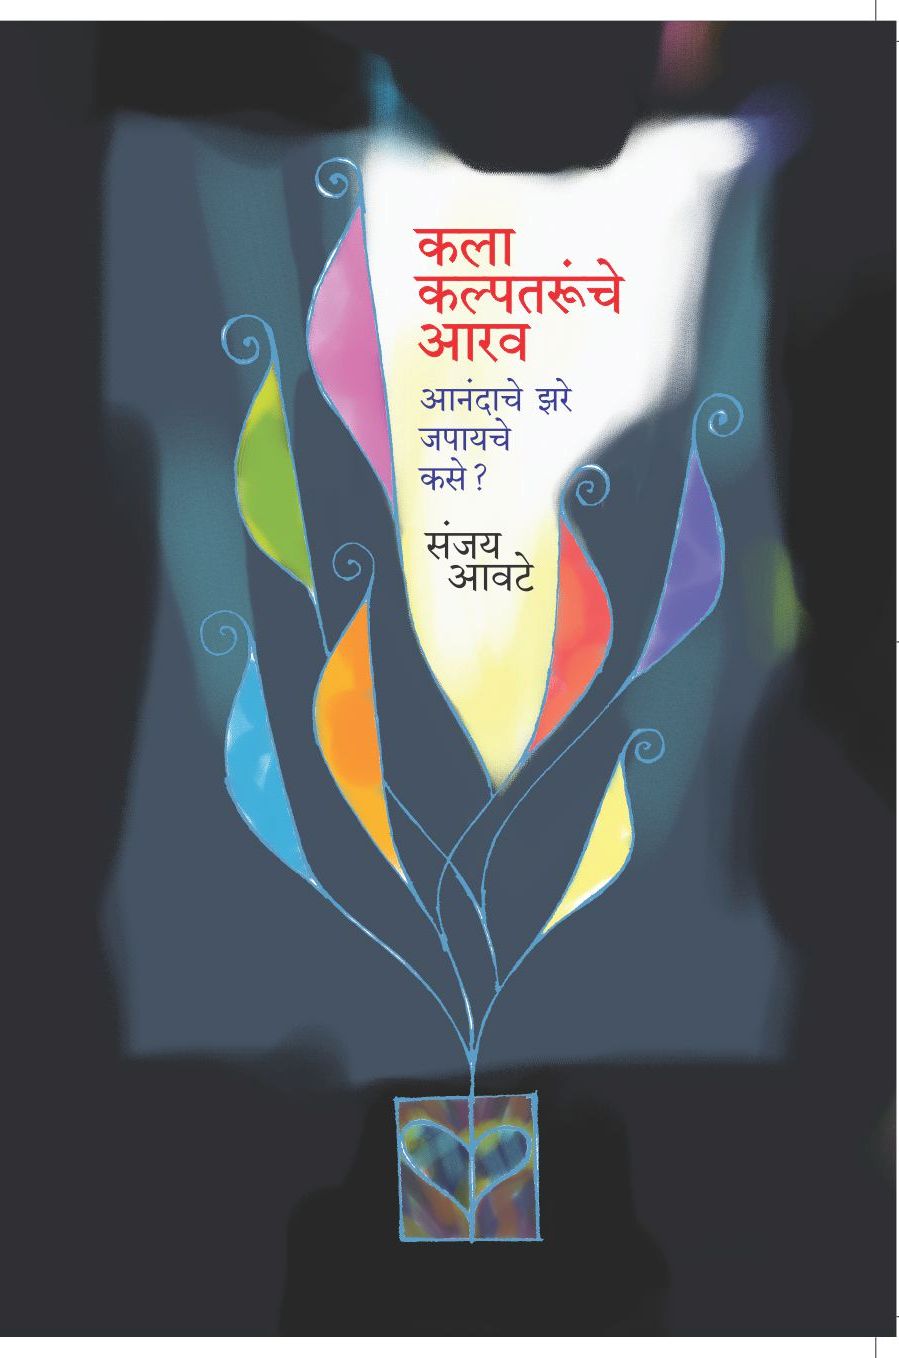 कला
कल्पतरूंचे
आरव
आनंदाचे झरे
जपायचे
कसे ?
संजय
आवटे